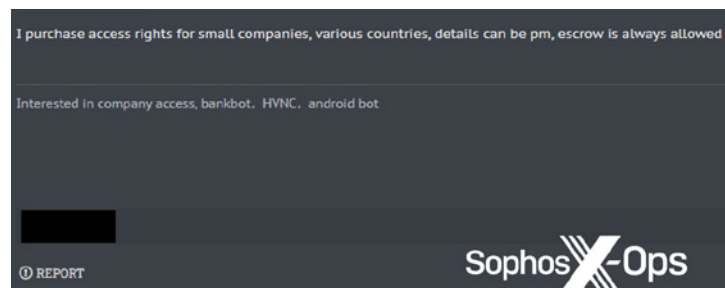 I purchase access rights for small companies, various countries, details can be pm, escrow is always allowed
Interested in company access, bankbot, HVNC, android bot
REPORT
Sophos X-Ops